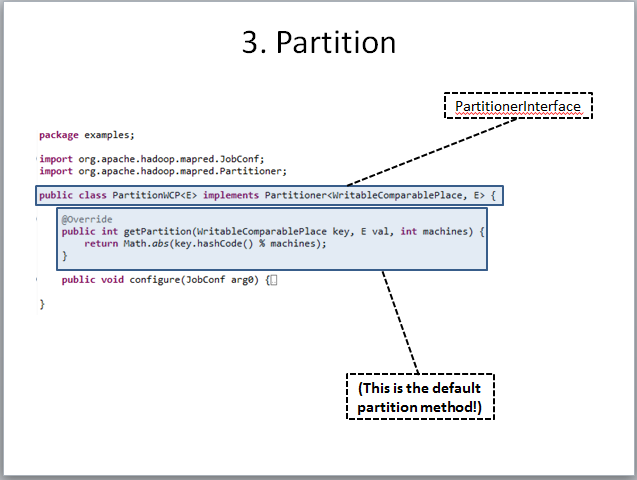 3. Partition
PartitionerInterface
package examples;
import org.apache.hadoop.mapred.JobConf;
import org.apache.hadoop.mapred.Partitioner;
public class PartitionWCP<E> implements Partitioner<WritableComparablePlace, E> {
@Override
public int getPartition(WritableComparablePlace key, E val, int machines) {
return Math.abs(key.hashCode() % machines);
}
public void configure(JobConf arg0) {
}
(This is the default
partition method!)